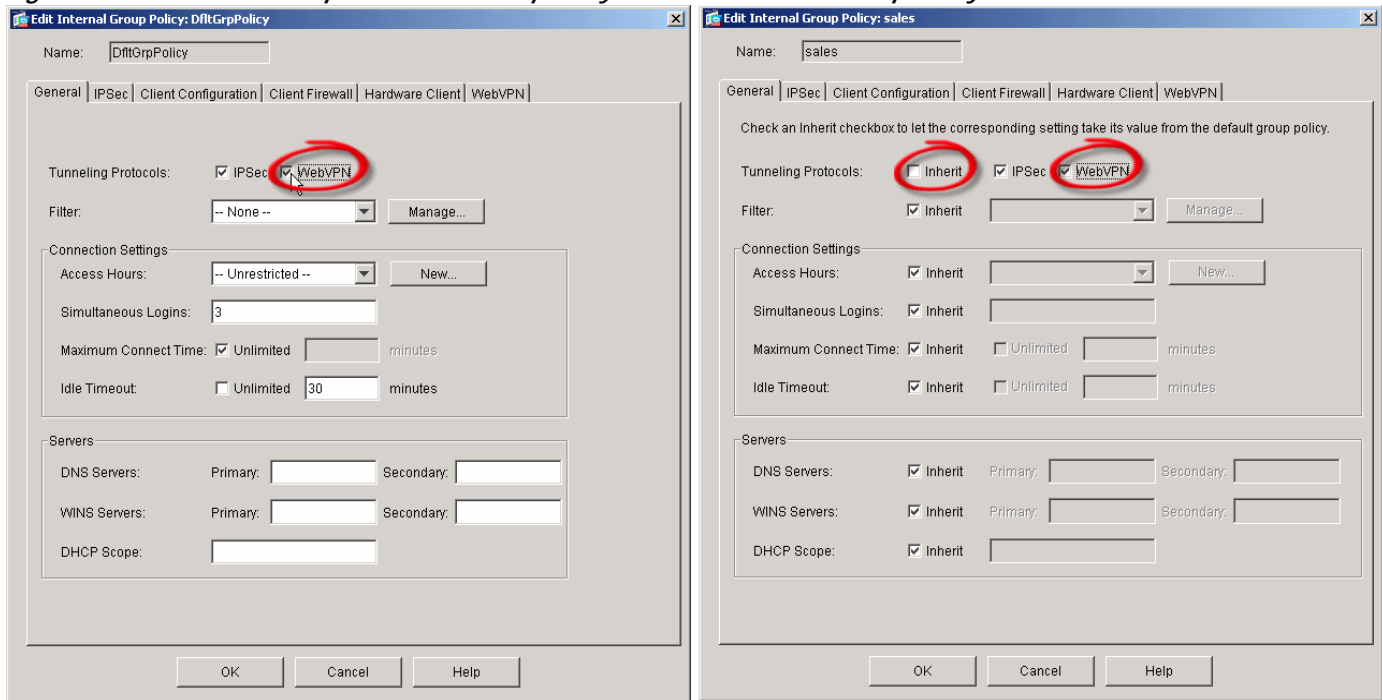 Edit Internal Group Policy: DfltGrpPolicy
Name: DfltGrpPolicy
General IPSec Client Configuration Client Firewall Hardware Client WebVPN
Tunneling Protocols: IPSec WebVPN
Filter: -- None -- Manage...
Connection Settings
Access Hours: -- Unrestricted -- New...
Simultaneous Logins: 3
Maximum Connect Time: Unlimited minutes
Idle Timeout: Unlimited 30 minutes
Servers
DNS Servers: Primary: Secondary:
WINS Servers: Primary: Secondary:
DHCP Scope:
OK Cancel Help
Edit Internal Group Policy: sales
Name: sales
General IPSec Client Configuration Client Firewall Hardware Client WebVPN
Check an Inherit checkbox to let the corresponding setting take its value from the default group policy.
Tunneling Protocols: Inherit IPSec WebVPN
Filter: Inherit Manage...
Connection Settings
Access Hours: Inherit New...
Simultaneous Logins: Inherit
Maximum Connect Time: Inherit Unlimited minutes
Idle Timeout: Inherit Unlimited minutes
Servers
DNS Servers: Inherit Primary: Secondary:
WINS Servers: Inherit Primary: Secondary:
DHCP Scope: Inherit
OK Cancel Help